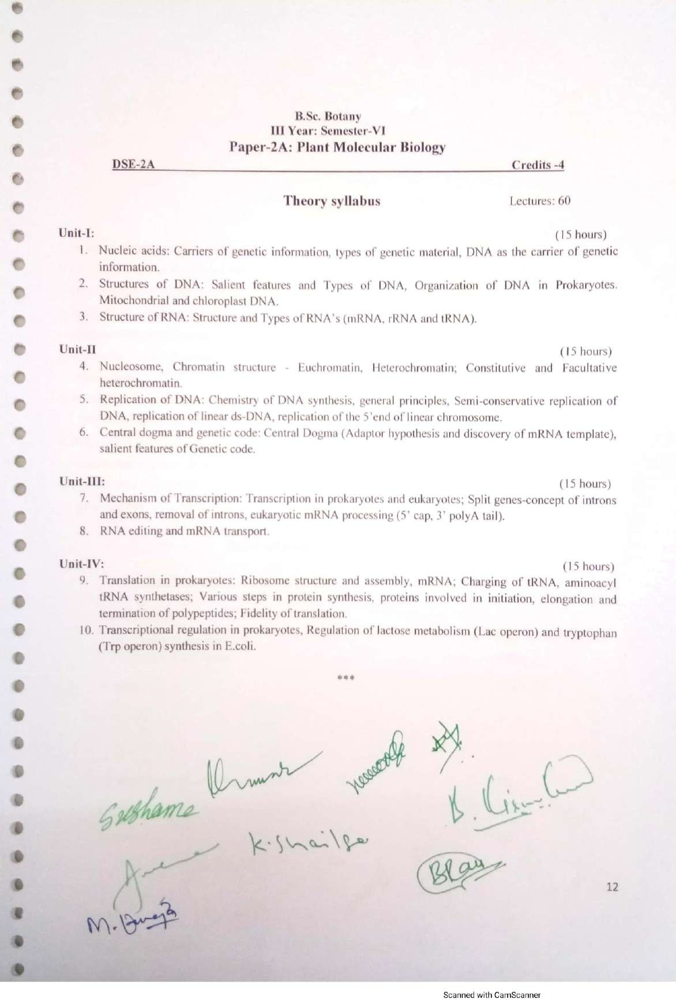 B.Sc. Botany
III Year: Semester-VI
Paper-2A: Plant Molecular Biology
DSE-2A Credits -4
Theory syllabus Lectures: 60
Unit-I: (15 hours)
1. Nucleic acids: Carriers of genetic information, types of genetic material, DNA as the carrier of genetic
information.
2. Structures of DNA: Salient features and Types of DNA, Organization of DNA in Prokaryotes.
Mitochondrial and chloroplast DNA.
3. Structure of RNA: Structure and Types of RNA's (mRNA, rRNA and tRNA).
Unit-II (15 hours)
4. Nucleosome, Chromatin structure - Euchromatin, Heterochromatin; Constitutive and Facultative
heterochromatin.
5. Replication of DNA: Chemistry of DNA synthesis, general principles, Semi-conservative replication of
DNA, replication of linear ds-DNA, replication of the 5'end of linear chromosome.
6. Central dogma and genetic code: Central Dogma (Adaptor hypothesis and discovery of mRNA template),
salient features of Genetic code.
Unit-III: (15 hours)
7. Mechanism of Transcription: Transcription in prokaryotes and eukaryotes; Split genes-concept of introns
and exons, removal of introns, eukaryotic mRNA processing (5' cap, 3' polyA tail).
8. RNA editing and mRNA transport.
Unit-IV: (15 hours)
9. Translation in prokaryotes: Ribosome structure and assembly, mRNA; Charging of tRNA, aminoacyl
tRNA synthetases; Various steps in protein synthesis, proteins involved in initiation, elongation and
termination of polypeptides; Fidelity of translation.
10. Transcriptional regulation in prokaryotes, Regulation of lactose metabolism (Lac operon) and tryptophan
(Trp operon) synthesis in E.coli.
***
Sushama
12
Scanned with CamScanner